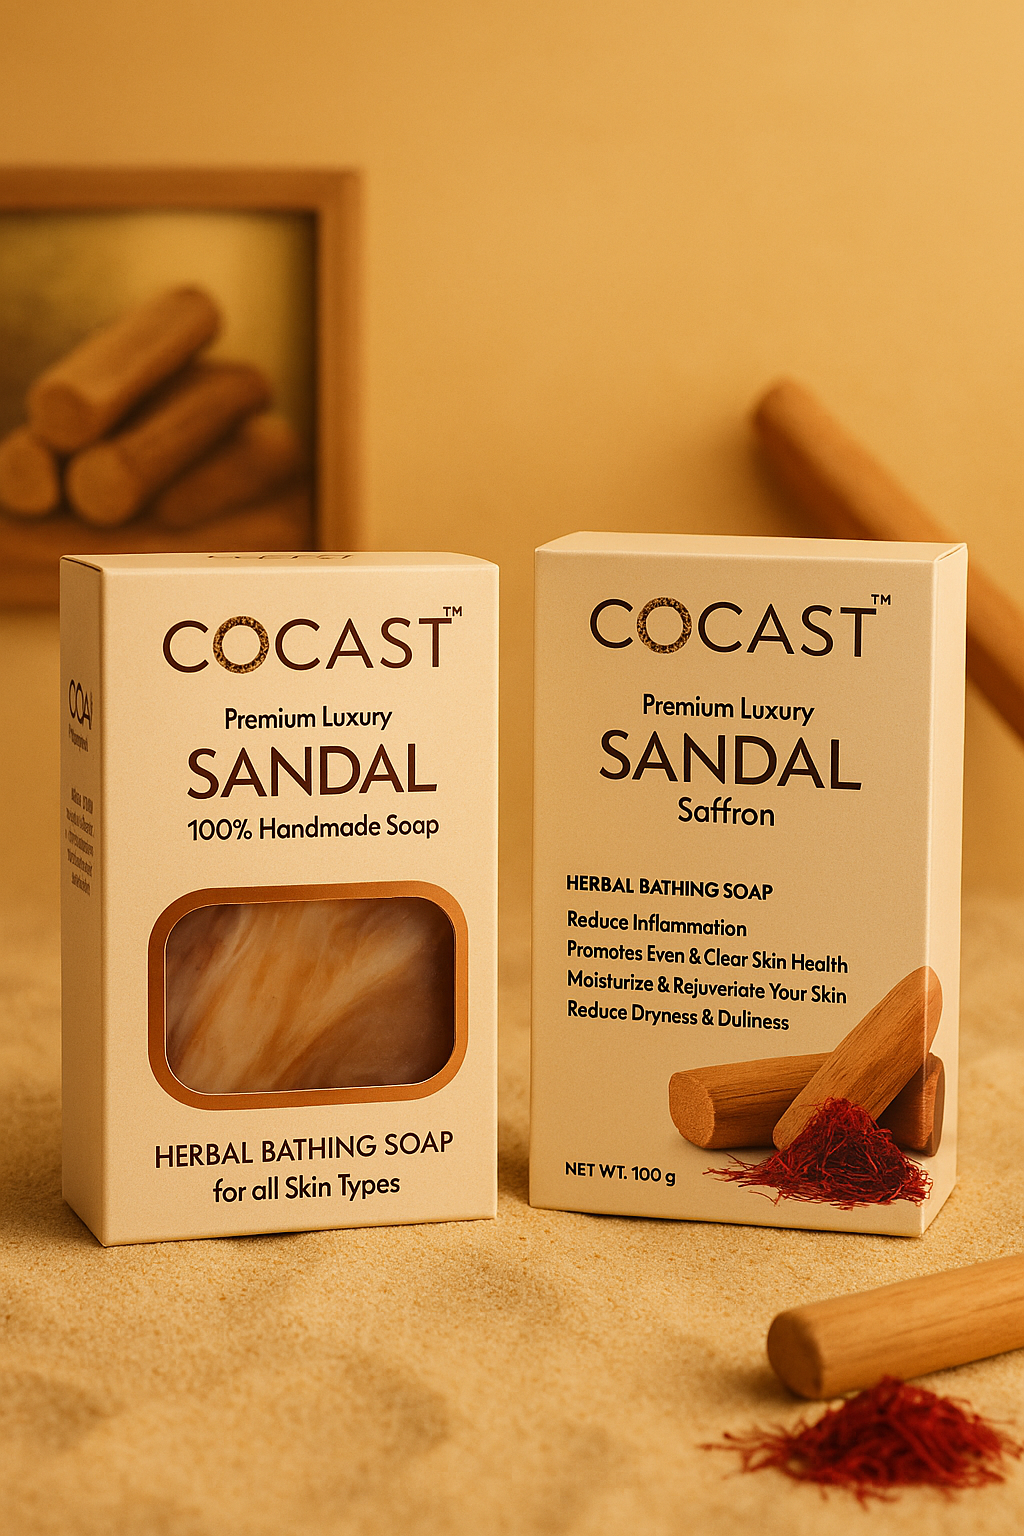 COCAST™
Premium Luxury
SANDAL
100% Handmade Soap
HERBAL BATHING SOAP
for all Skin Types
COCAST™
Premium Luxury
SANDAL
Saffron
HERBAL BATHING SOAP
Reduce Inflammation
Promotes Even & Clear Skin Health
Moisturize & Rejuveriate Your Skin
Reduce Dryness & Duliness
NET WT. 100 g